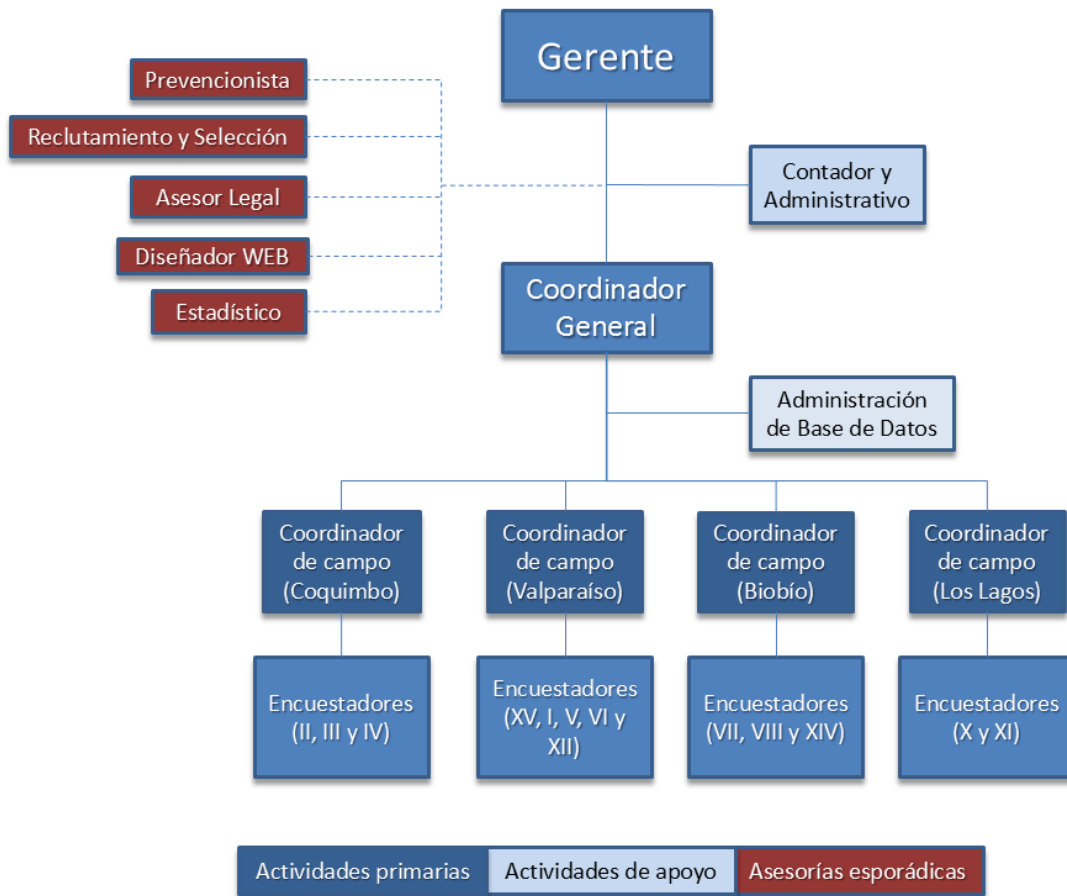 Gerente
Prevencionista
Reclutamiento y Selección
Asesor Legal
Diseñador WEB
Estadístico
Contador y
Administrativo
Coordinador
General
Administración
de Base de Datos
Coordinador
de campo
(Coquimbo)
Coordinador
de campo
(Valparaíso)
Coordinador
de campo
(Biobío)
Coordinador
de campo
(Los Lagos)
Encuestadores
(II, III y IV)
Encuestadores
(XV, I, V, VI y
XII)
Encuestadores
(VII, VIII y XIV)
Encuestadores
(X y XI)
Actividades primarias
Actividades de apoyo
Asesorías esporádicas